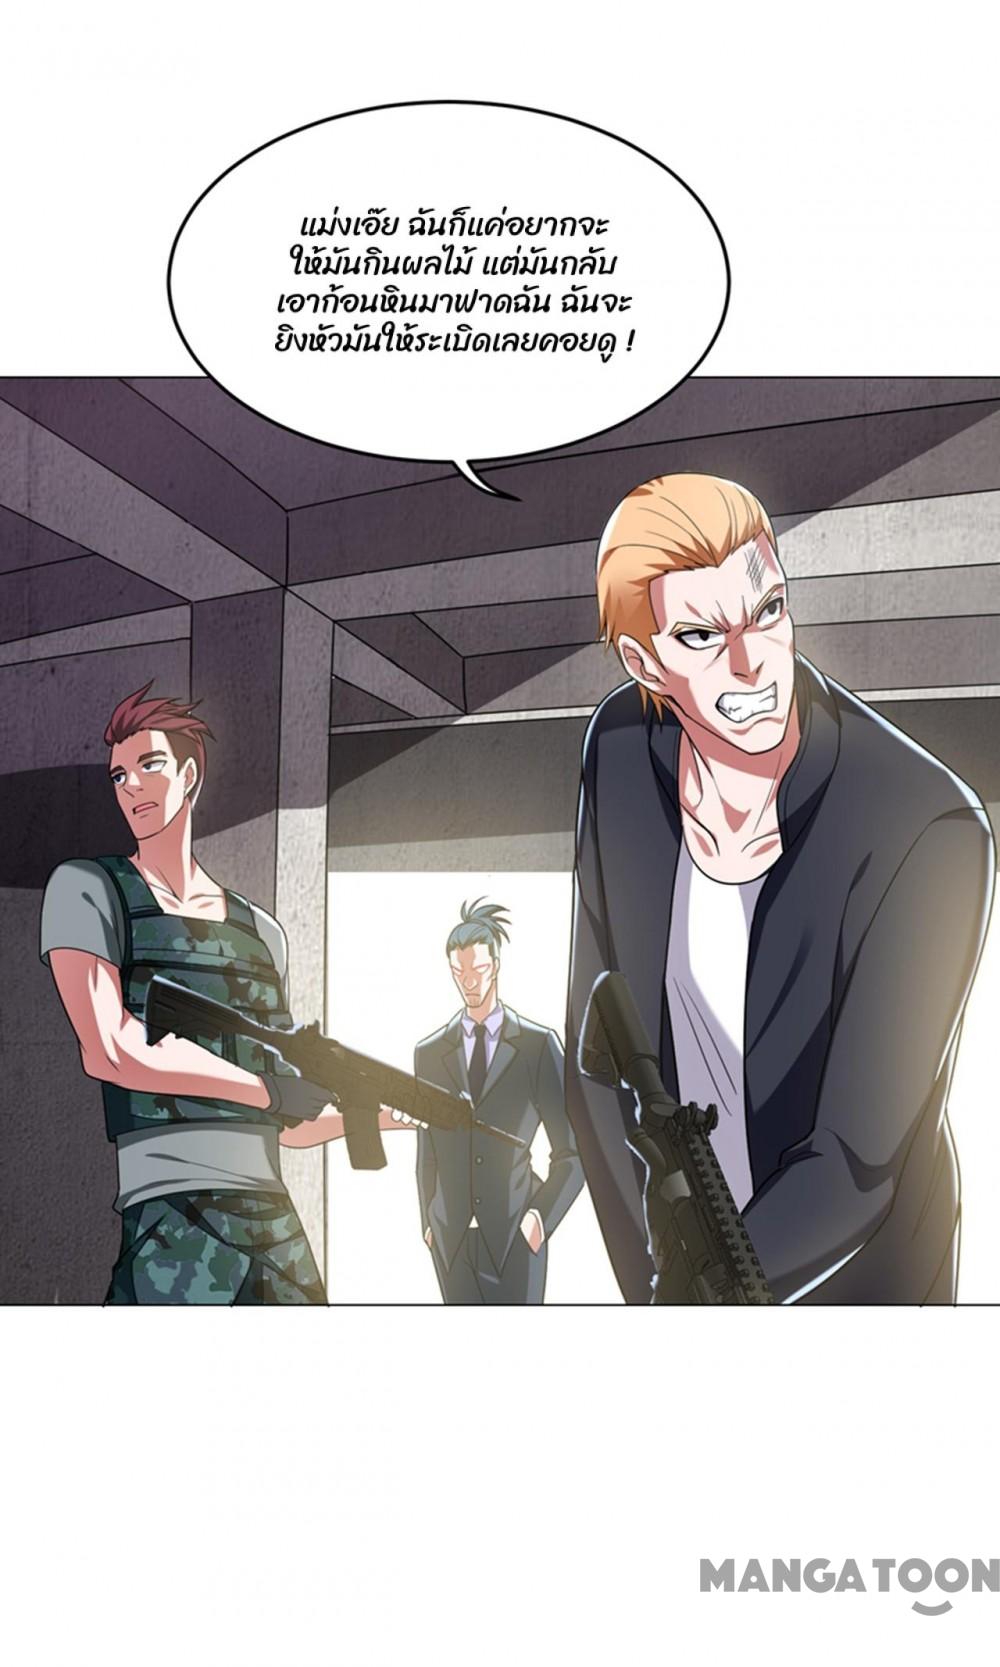 แม่งเอ๊ย ฉันก็แค่อยากจะ
ให้มันกินผลไม้ แต่มันกลับ
เอาก้อนหินมาฟาดฉัน ฉันจะ
ยิงหัวมันให้ระเบิดเลยคอยดู !
MANGATOON